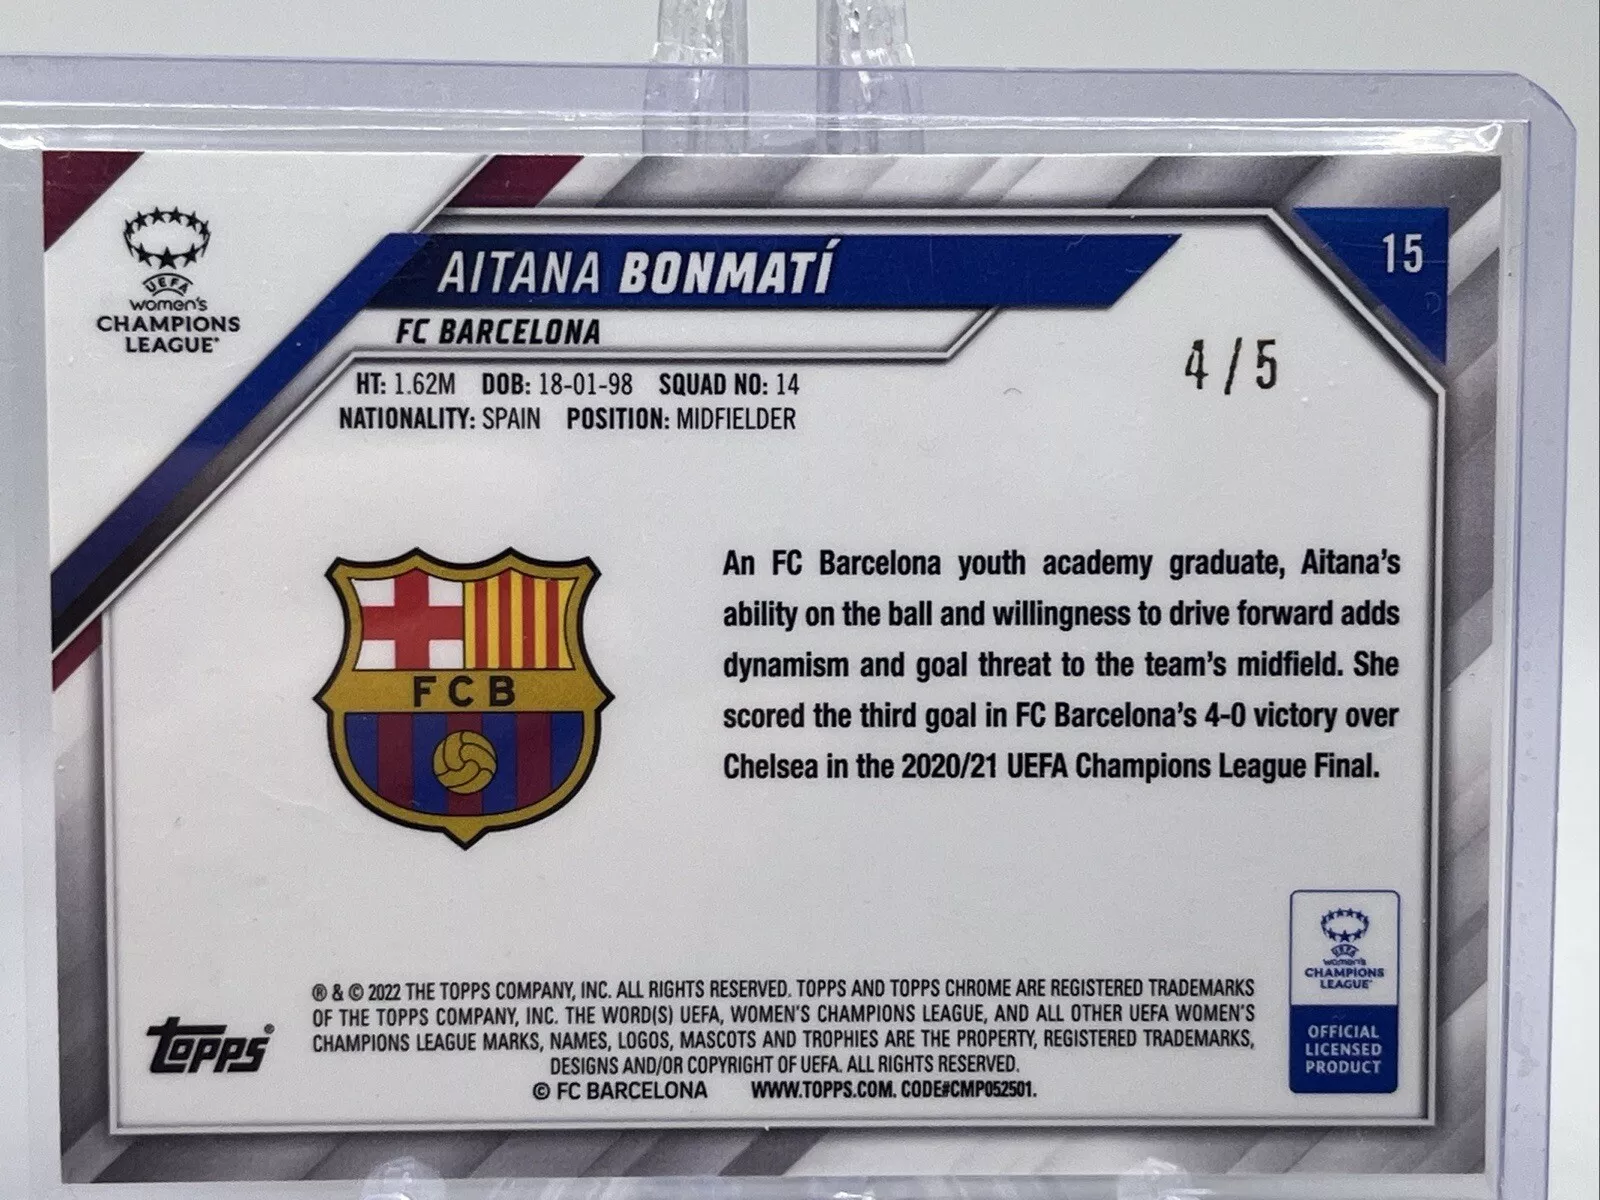 UEFA
women's
CHAMPIONS
LEAGUE
AITANA BONMATÍ
15
FC BARCELONA
4/5
HT: 1.62M DOB: 18-01-98 SQUAD NO: 14
NATIONALITY: SPAIN POSITION: MIDFIELDER
FCB
An FC Barcelona youth academy graduate, Aitana's
ability on the ball and willingness to drive forward adds
dynamism and goal threat to the team's midfield. She
scored the third goal in FC Barcelona's 4-0 victory over
Chelsea in the 2020/21 UEFA Champions League Final.
UEFA
women's
CHAMPIONS
LEAGUE
OFFICIAL
LICENSED
PRODUCT
topps®
® & © 2022 THE TOPPS COMPANY, INC. ALL RIGHTS RESERVED. TOPPS AND TOPPS CHROME ARE REGISTERED TRADEMARKS
OF THE TOPPS COMPANY, INC. THE WORD(S) UEFA, WOMEN'S CHAMPIONS LEAGUE, AND ALL OTHER UEFA WOMEN'S
CHAMPIONS LEAGUE MARKS, NAMES, LOGOS, MASCOTS AND TROPHIES ARE THE PROPERTY, REGISTERED TRADEMARKS,
DESIGNS AND/OR COPYRIGHT OF UEFA. ALL RIGHTS RESERVED.
© FC BARCELONA WWW.TOPPS.COM. CODE#CMP052501.